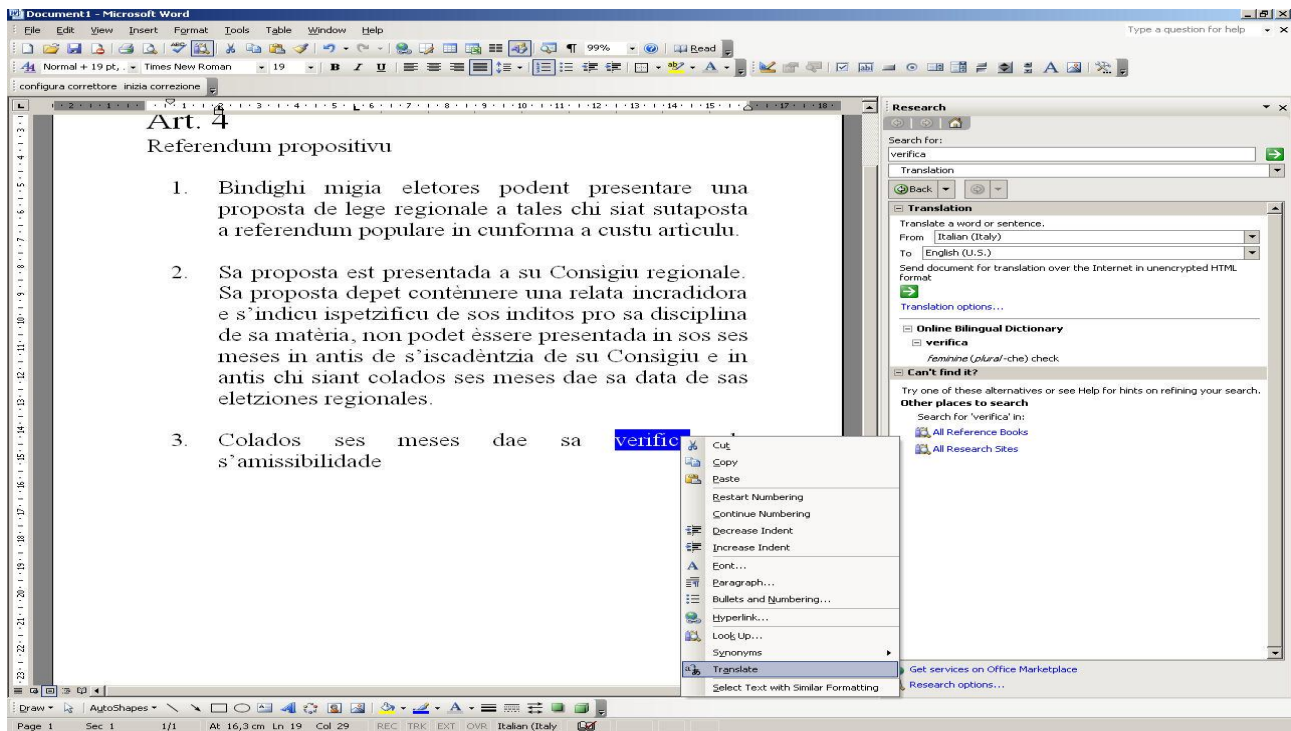 Document1 - Microsoft Word
File Edit View Insert Format Tools Table Window Help
Type a question for help
99%
Read
Normal + 19 pt, . Times New Roman 19 B I U
configura correttore inizia correzione
Art. 4
Referendum propositivu
1. Bindighi migia eletores podent presentare una
proposta de lege regionale a tales chi siat sutaposta
a referendum populare in cunforma a custu articulu.
2. Sa proposta est presentada a su Consìgiu regionale.
Sa proposta depet contènnere una relata incradidora
e s'indicu ispetzìficu de sos inditos pro sa disciplina
de sa matèria, non podet èssere presentada in sos ses
meses in antis de s'iscadèntzia de su Consìgiu e in
antis chi siant colados ses meses dae sa data de sas
eletziones regionales.
3. Colados ses meses dae sa verific
s'amissibilidade
Cut
Copy
Paste
Restart Numbering
Continue Numbering
Decrease Indent
Increase Indent
Font...
Paragraph...
Bullets and Numbering...
Hyperlink...
Look Up...
Synonyms
Translate
Select Text with Similar Formatting
Research
Search for:
verifica
Translation
Back
Translation
Translate a word or sentence.
From Italian (Italy)
To English (U.S.)
Send document for translation over the Internet in unencrypted HTML
format
Translation options...
Online Bilingual Dictionary
verifica
feminine (plural -che) check
Can't find it?
Try one of these alternatives or see Help for hints on refining your search.
Other places to search
Search for 'verifica' in:
All Reference Books
All Research Sites
Get services on Office Marketplace
Research options...
Draw AutoShapes
Page 1 Sec 1 1/1 At 16,3 cm Ln 19 Col 29 REC TRK EXT OVR Italian (Italy